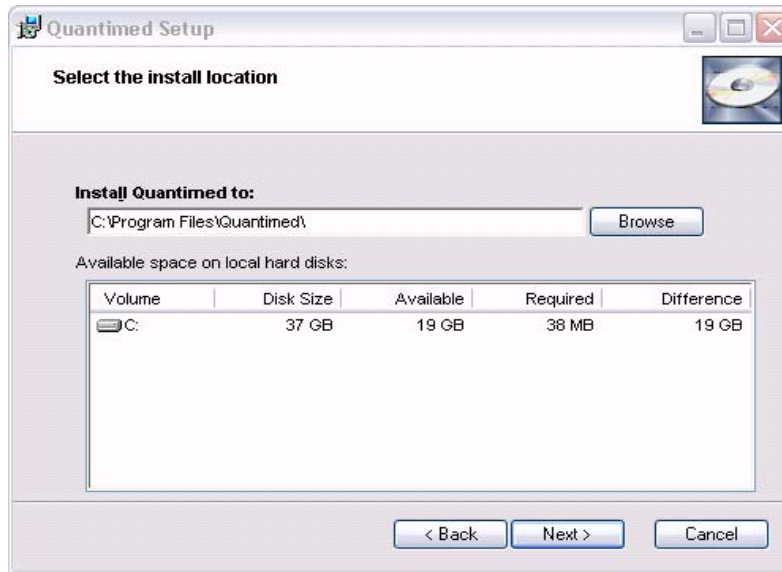 Quantimed Setup
Select the install location
Install Quantimed to:
C:\Program Files\Quantimed\ Browse
Available space on local hard disks:
Volume Disk Size Available Required Difference
C: 37 GB 19 GB 38 MB 19 GB
< Back Next > Cancel